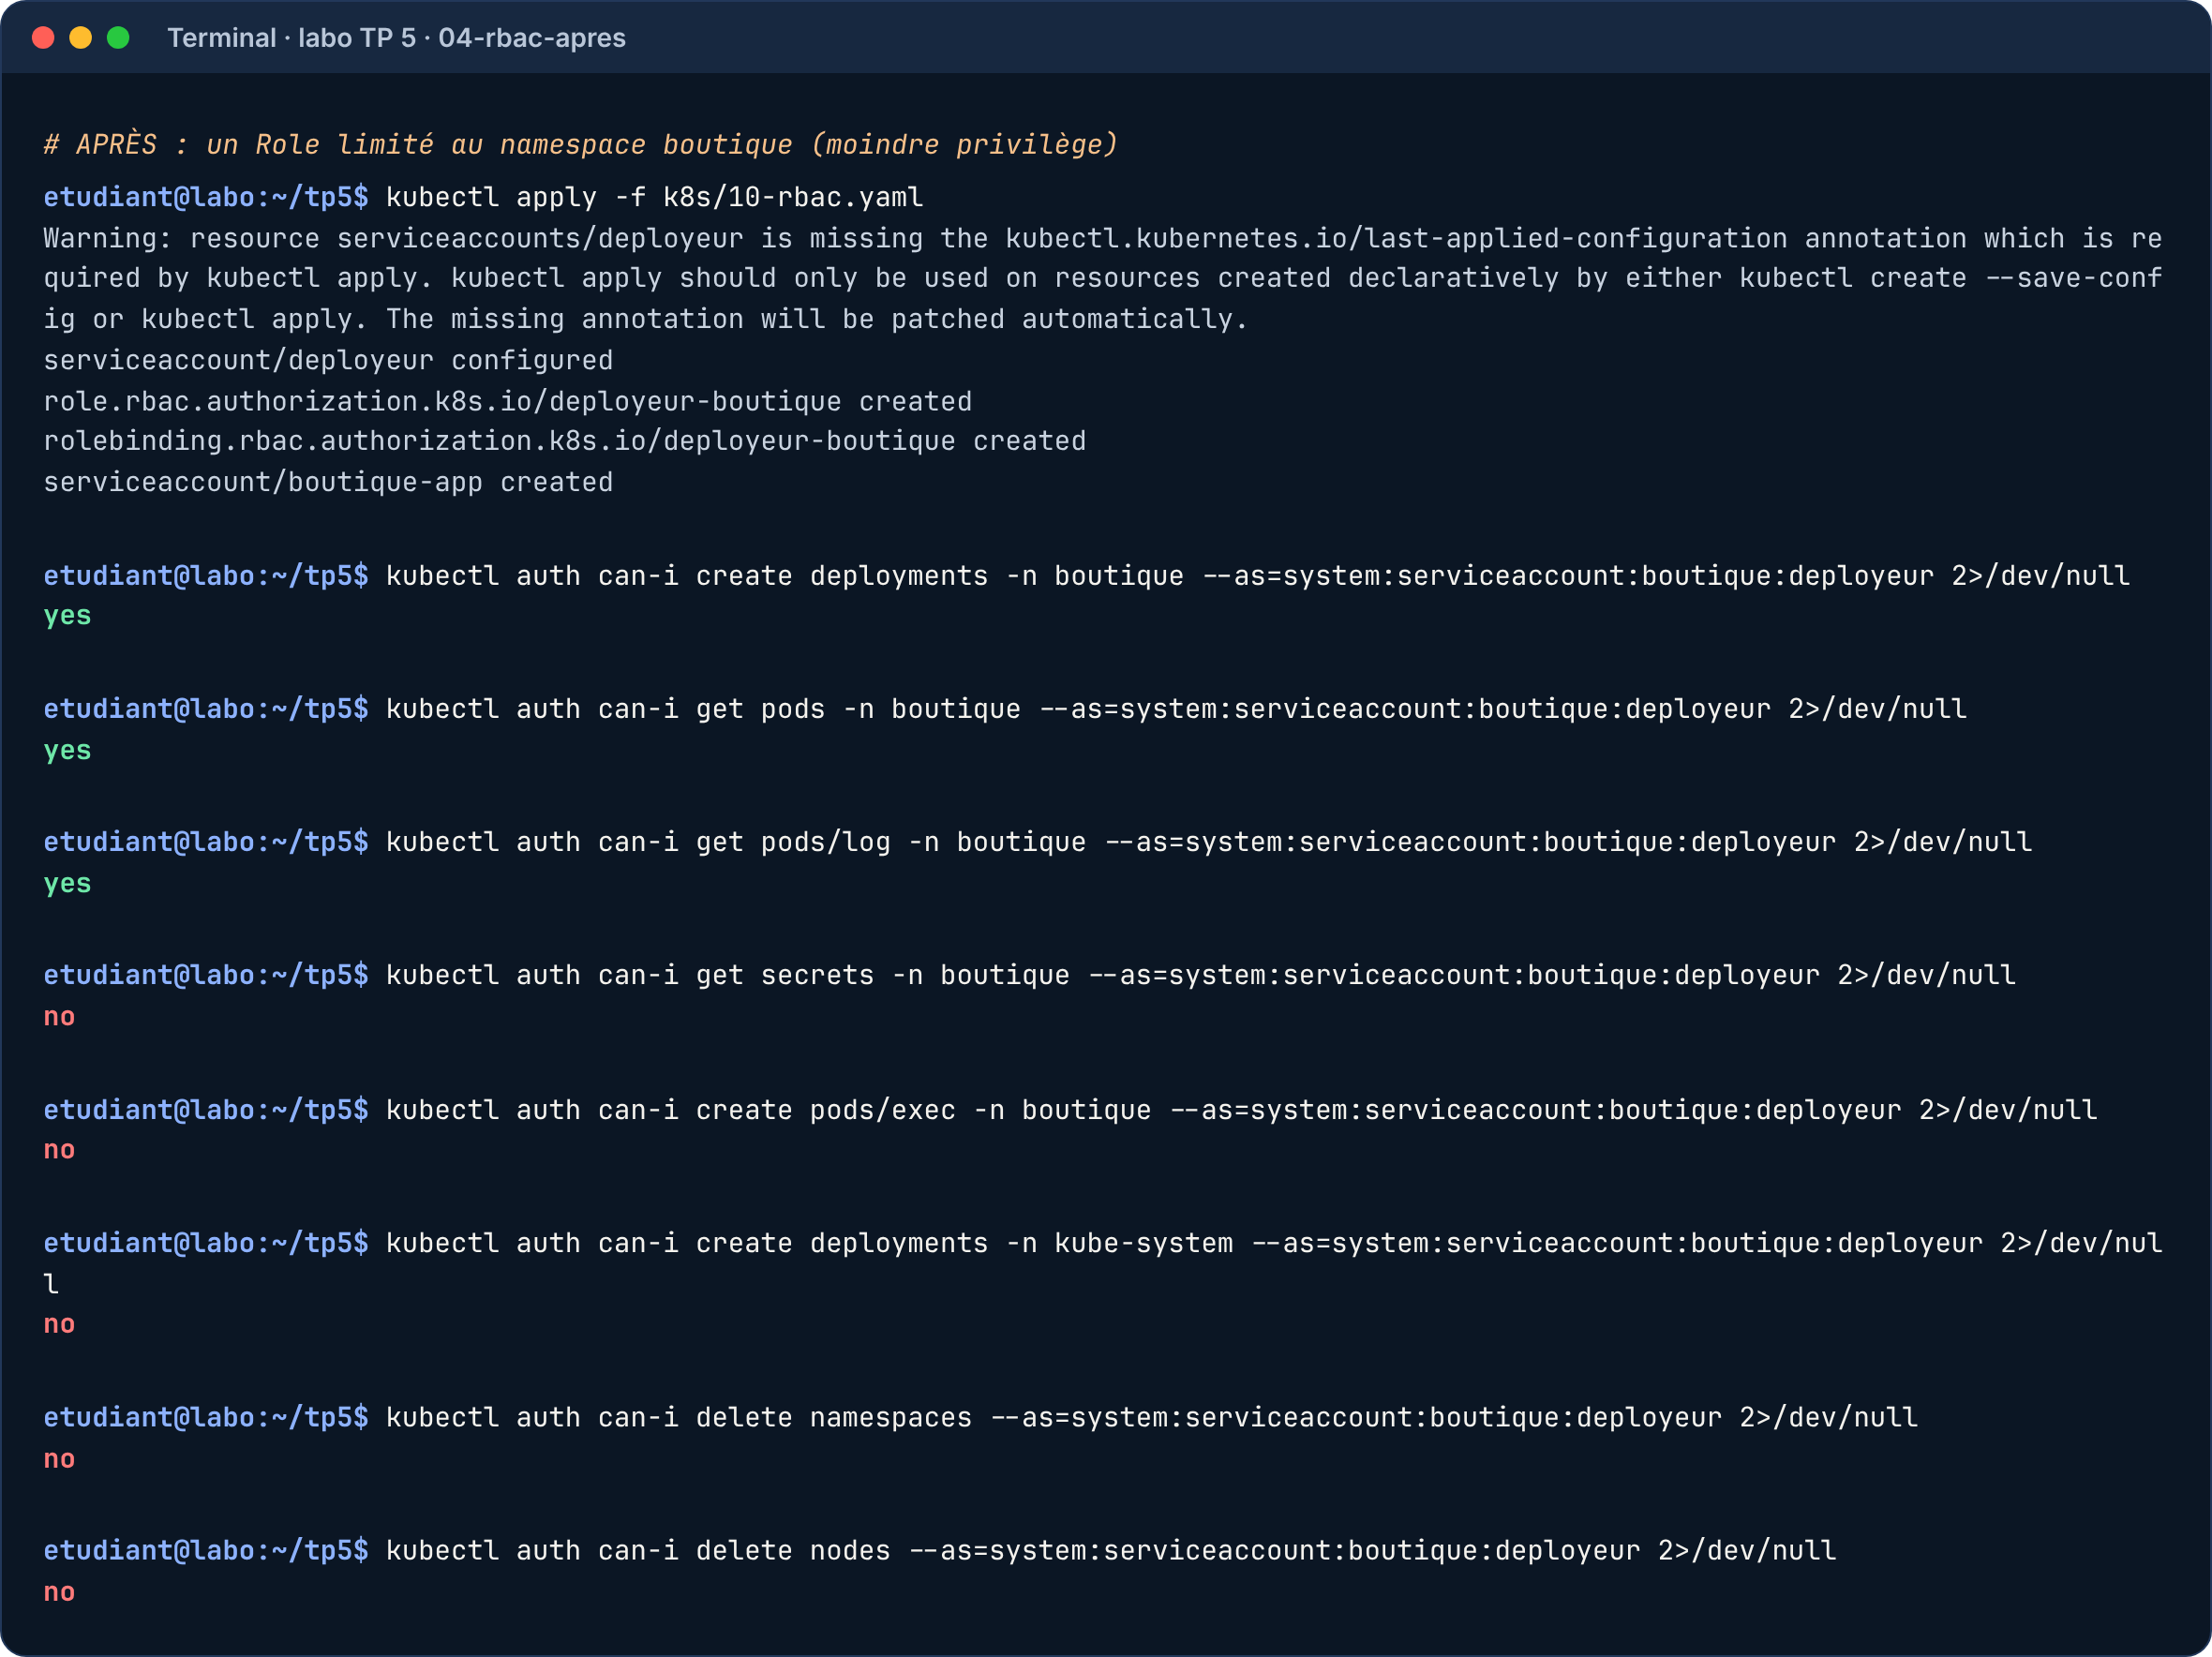 Terminal · labo TP 5 · 04-rbac-apres
# APRÈS : un Role limité au namespace boutique (moindre privilège)
etudiant@labo:~/tp5$ kubectl apply -f k8s/10-rbac.yaml
Warning: resource serviceaccounts/deployeur is missing the kubectl.kubernetes.io/last-applied-configuration annotation which is re
quired by kubectl apply. kubectl apply should only be used on resources created declaratively by either kubectl create --save-conf
ig or kubectl apply. The missing annotation will be patched automatically.
serviceaccount/deployeur configured
role.rbac.authorization.k8s.io/deployeur-boutique created
rolebinding.rbac.authorization.k8s.io/deployeur-boutique created
serviceaccount/boutique-app created
etudiant@labo:~/tp5$ kubectl auth can-i create deployments -n boutique --as=system:serviceaccount:boutique:deployeur 2>/dev/null
yes
etudiant@labo:~/tp5$ kubectl auth can-i get pods -n boutique --as=system:serviceaccount:boutique:deployeur 2>/dev/null
yes
etudiant@labo:~/tp5$ kubectl auth can-i get pods/log -n boutique --as=system:serviceaccount:boutique:deployeur 2>/dev/null
yes
etudiant@labo:~/tp5$ kubectl auth can-i get secrets -n boutique --as=system:serviceaccount:boutique:deployeur 2>/dev/null
no
etudiant@labo:~/tp5$ kubectl auth can-i create pods/exec -n boutique --as=system:serviceaccount:boutique:deployeur 2>/dev/null
no
etudiant@labo:~/tp5$ kubectl auth can-i create deployments -n kube-system --as=system:serviceaccount:boutique:deployeur 2>/dev/nul
l
no
etudiant@labo:~/tp5$ kubectl auth can-i delete namespaces --as=system:serviceaccount:boutique:deployeur 2>/dev/null
no
etudiant@labo:~/tp5$ kubectl auth can-i delete nodes --as=system:serviceaccount:boutique:deployeur 2>/dev/null
no